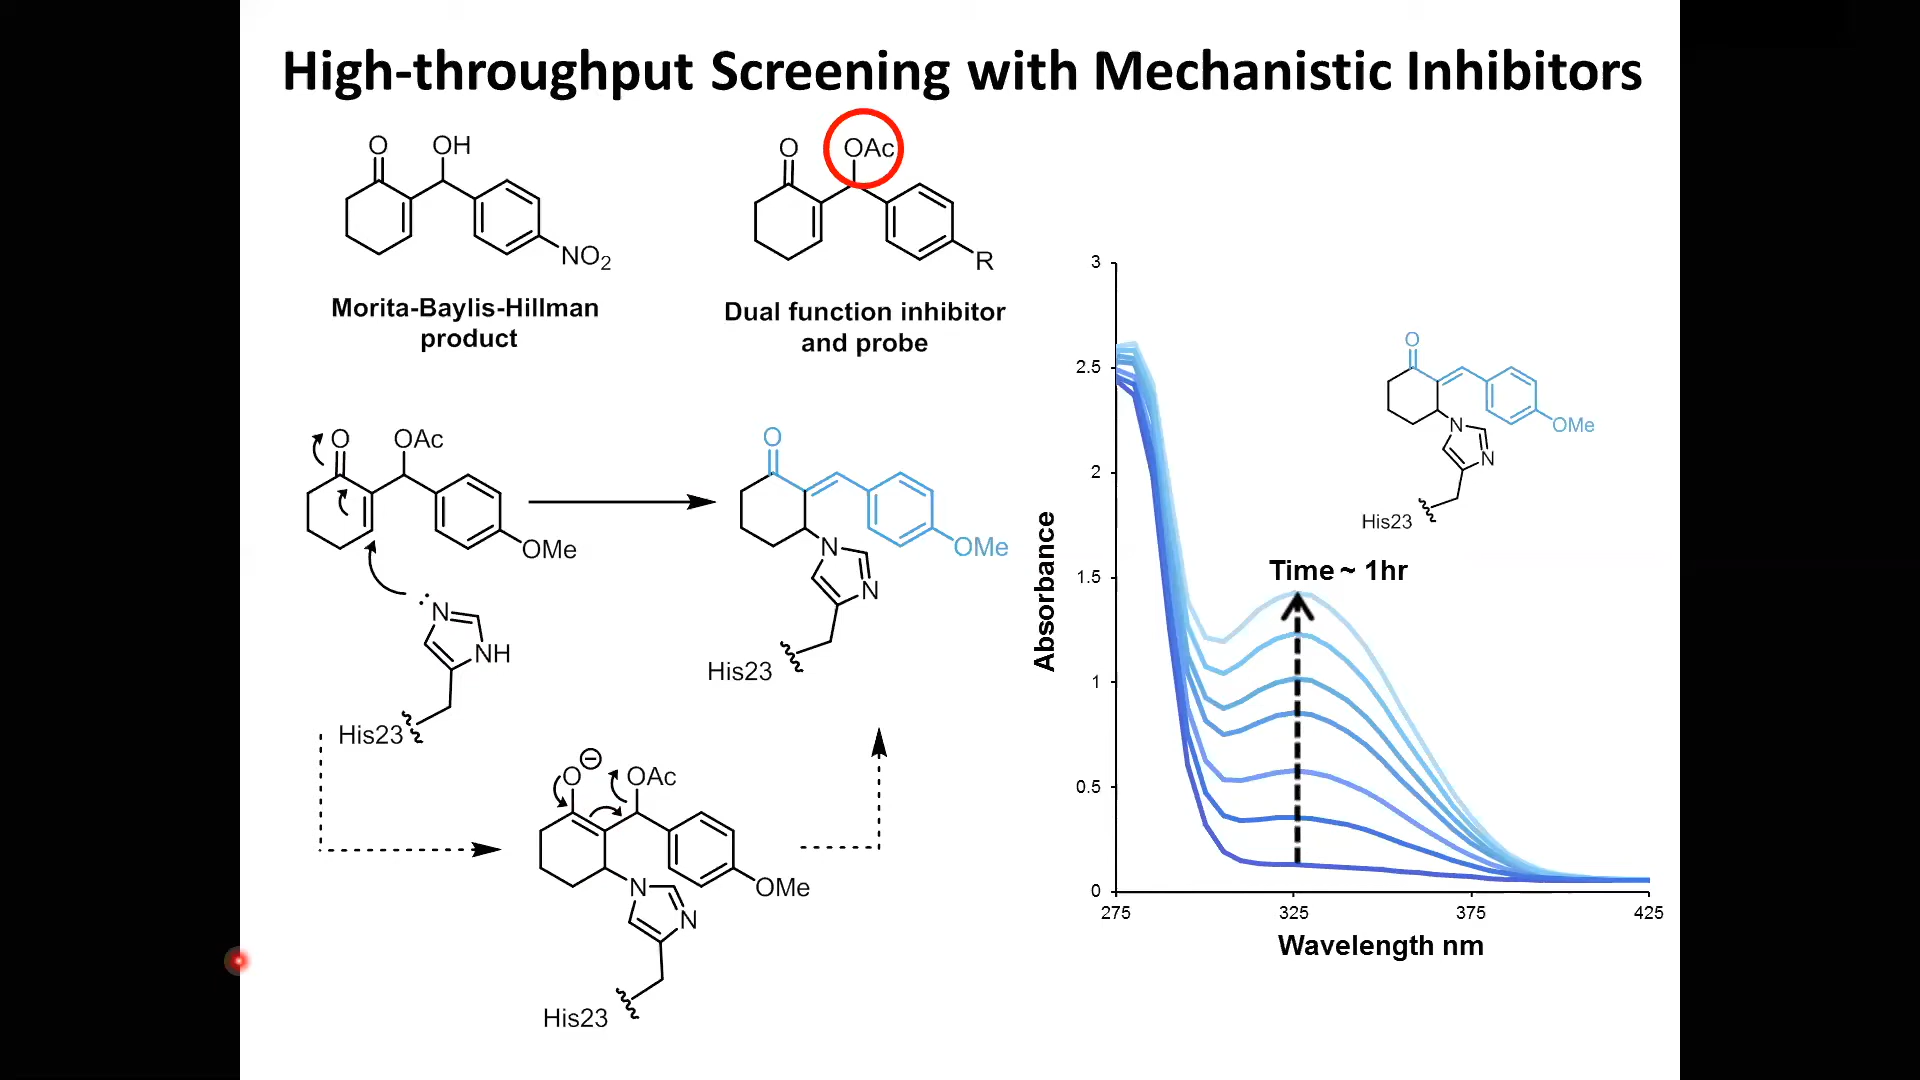 High-throughput Screening with Mechanistic Inhibitors
O
OH
NO2
Morita-Baylis-Hillman
product
O
OAc
R
Dual function inhibitor
and probe
O
OAc
OMe
N
NH
His23
O
OMe
N
N
His23
O
OAc
OMe
N
N
His23
3
2.5
2
1.5
1
0.5
0
Absorbance
275
325
375
425
Wavelength nm
Time ~ 1hr
O
OMe
N
N
His23